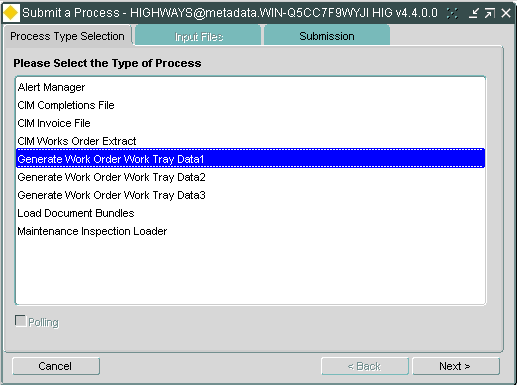 Submit a Process - HIGHWAYS@metadata.WIN-Q5CC7F9WYJI HIG v4.4.0.0
Process Type Selection Input Files Submission
Please Select the Type of Process
Alert Manager
CIM Completions File
CIM Invoice File
CIM Works Order Extract
Generate Work Order Work Tray Data1
Generate Work Order Work Tray Data2
Generate Work Order Work Tray Data3
Load Document Bundles
Maintenance Inspection Loader
Polling
Cancel < Back Next >